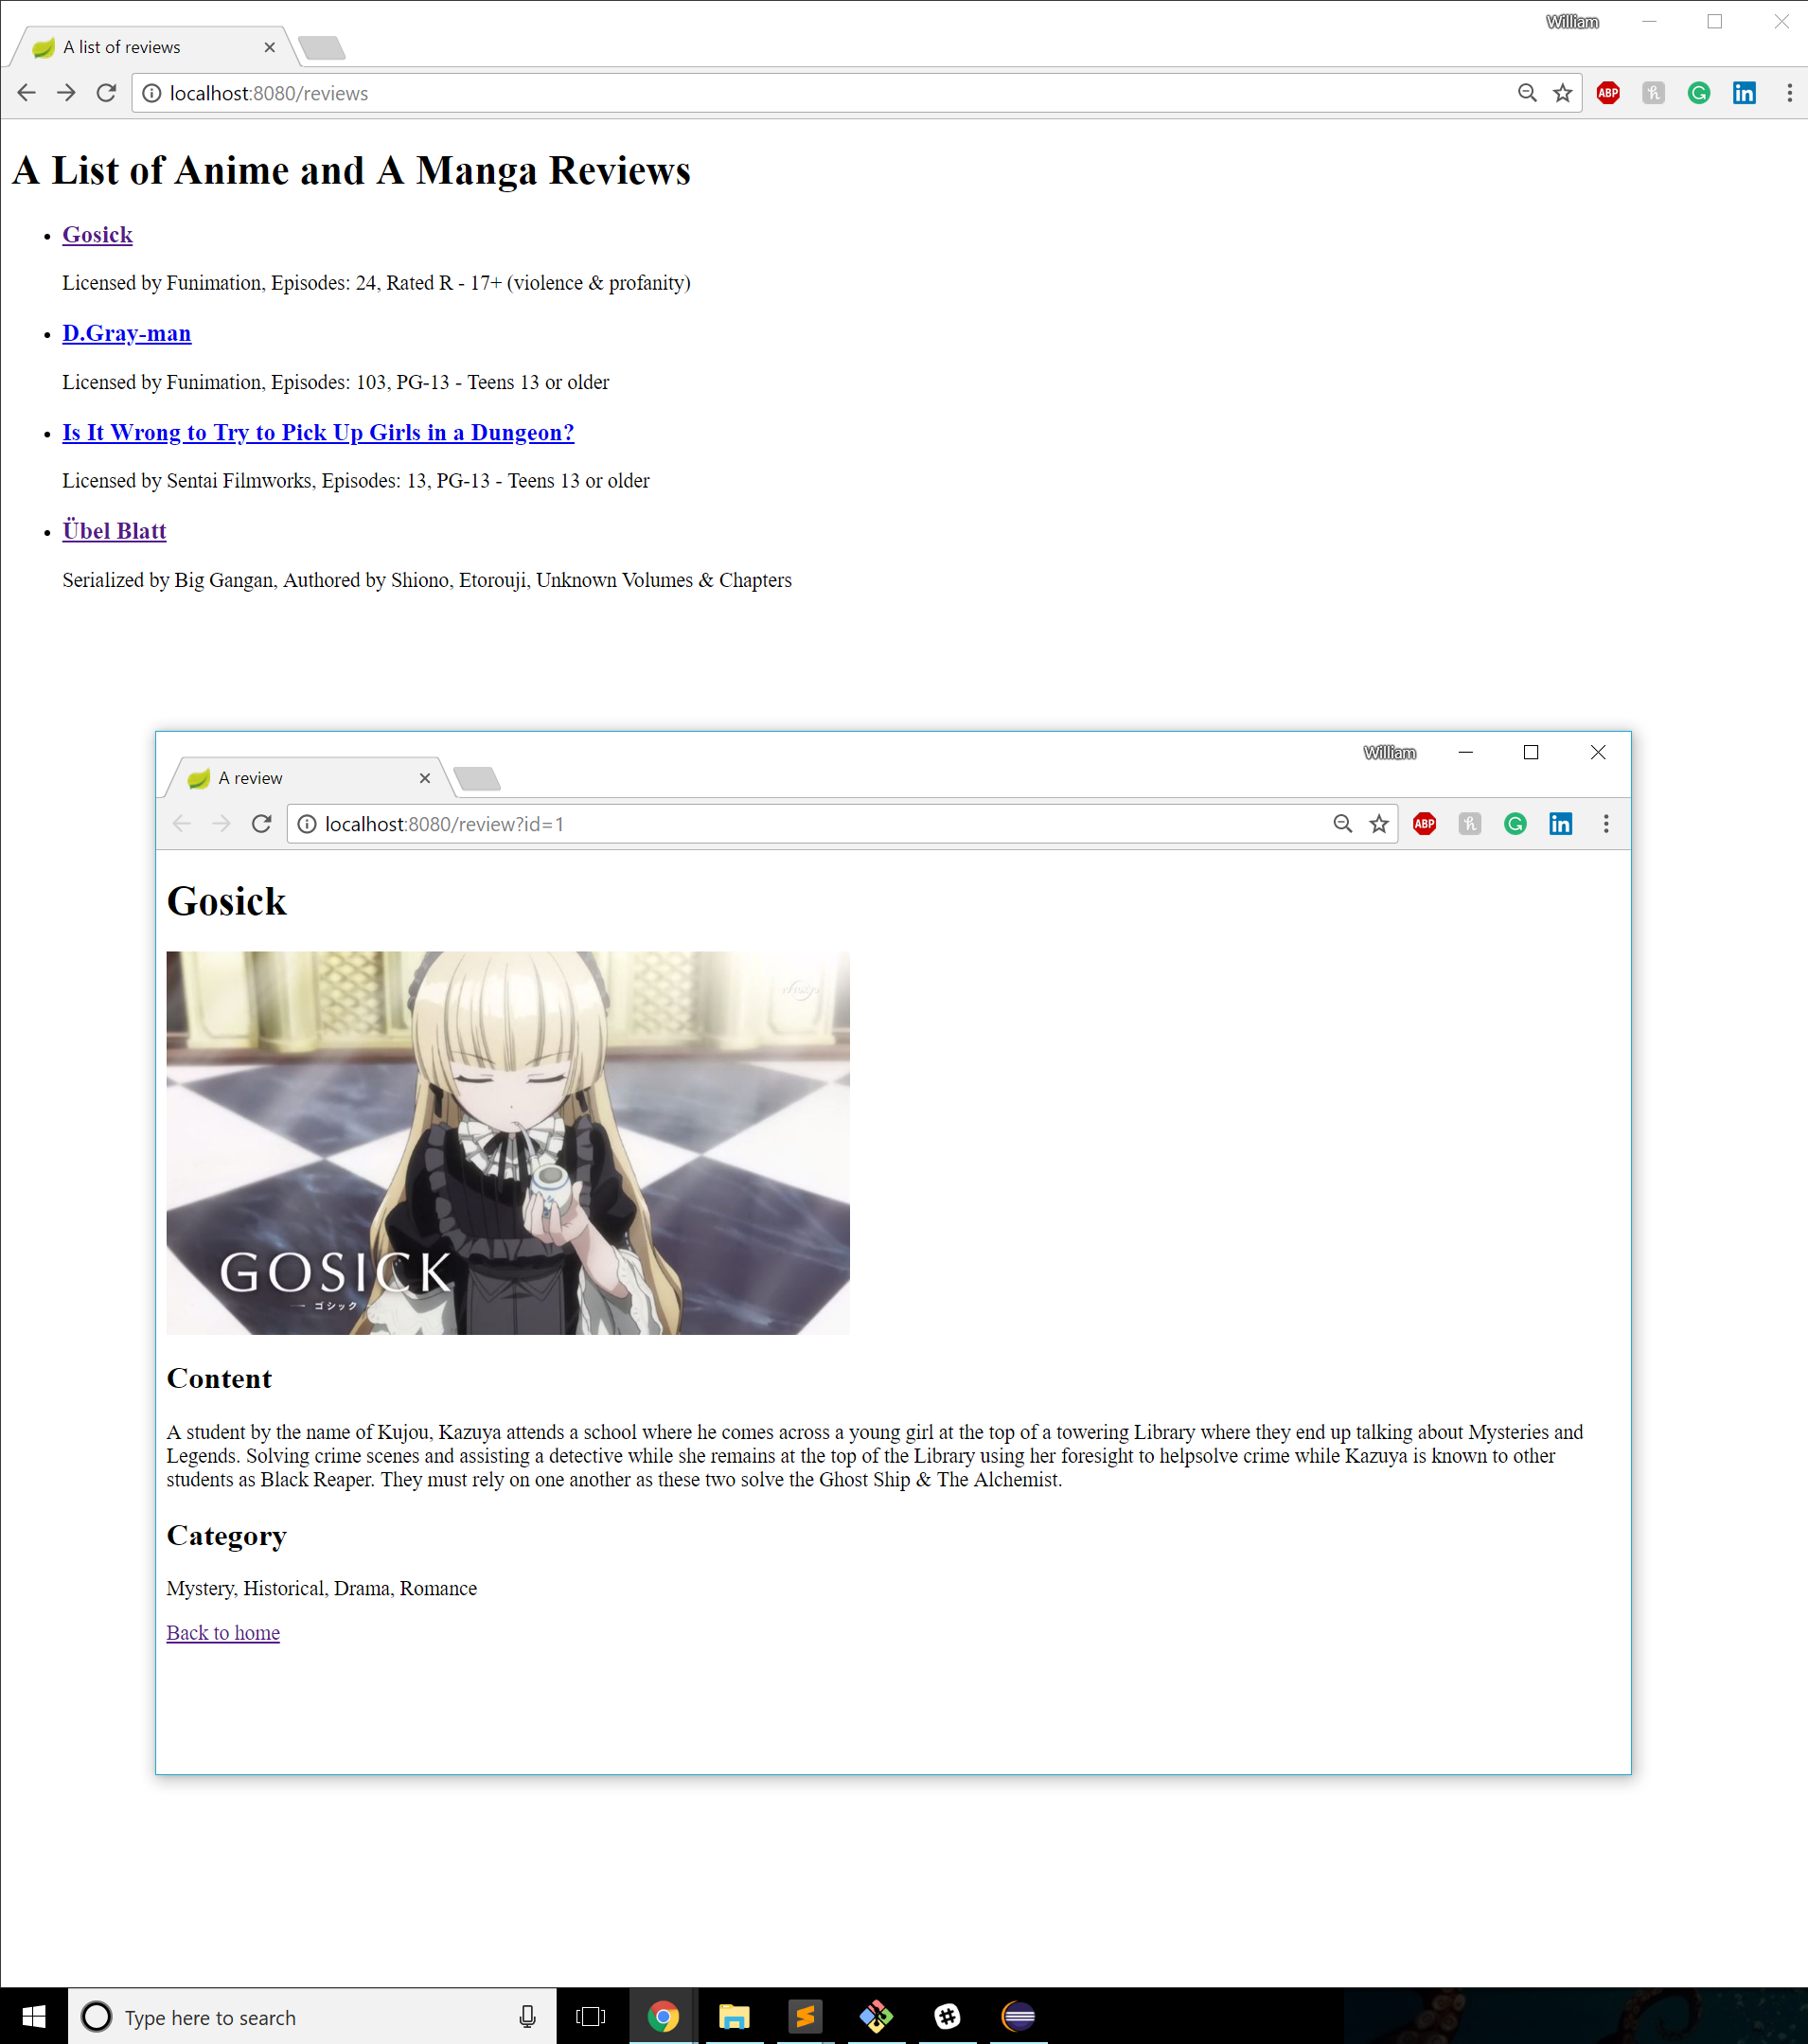 William
A list of reviews
localhost:8080/reviews
ABP
A List of Anime and A Manga Reviews
Gosick
Licensed by Funimation, Episodes: 24, Rated R - 17+ (violence & profanity)
D.Gray-man
Licensed by Funimation, Episodes: 103, PG-13 - Teens 13 or older
Is It Wrong to Try to Pick Up Girls in a Dungeon?
Licensed by Sentai Filmworks, Episodes: 13, PG-13 - Teens 13 or older
Übel Blatt
Serialized by Big Gangan, Authored by Shiono, Etorouji, Unknown Volumes & Chapters
William
A review
localhost:8080/review?id=1
ABP
Gosick
GOSICK
ゴシック
Content
A student by the name of Kujou, Kazuya attends a school where he comes across a young girl at the top of a towering Library where they end up talking about Mysteries and
Legends. Solving crime scenes and assisting a detective while she remains at the top of the Library using her foresight to helpsolve crime while Kazuya is known to other
students as Black Reaper. They must rely on one another as these two solve the Ghost Ship & The Alchemist.
Category
Mystery, Historical, Drama, Romance
Back to home
Type here to search